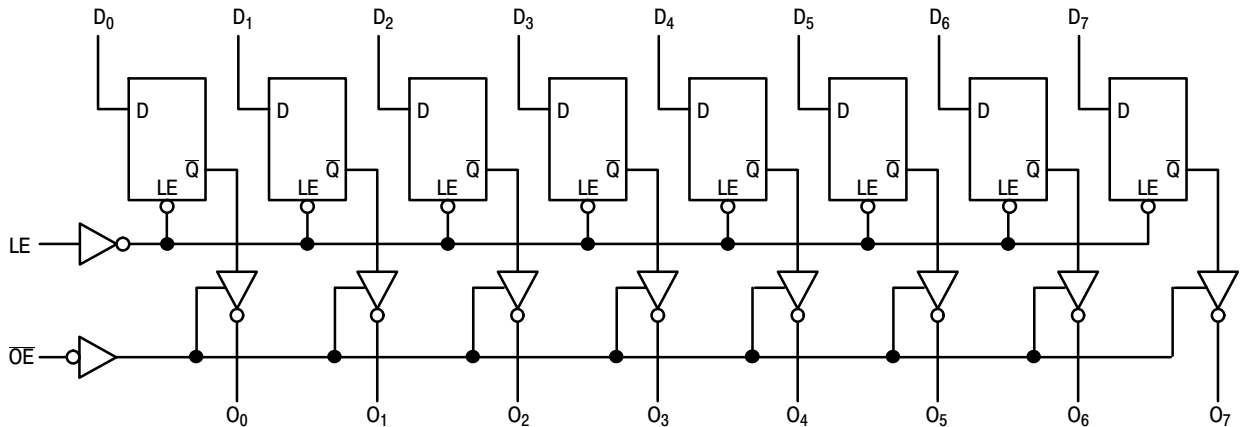 D₀ D₁ D₂ D₃ D₄ D₅ D₆ D₇
D D D D D D D D
Q̅ Q̅ Q̅ Q̅ Q̅ Q̅ Q̅ Q̅
LE LE LE LE LE LE LE LE
LE
O̅E̅
O₀ O₁ O₂ O₃ O₄ O₅ O₆ O₇